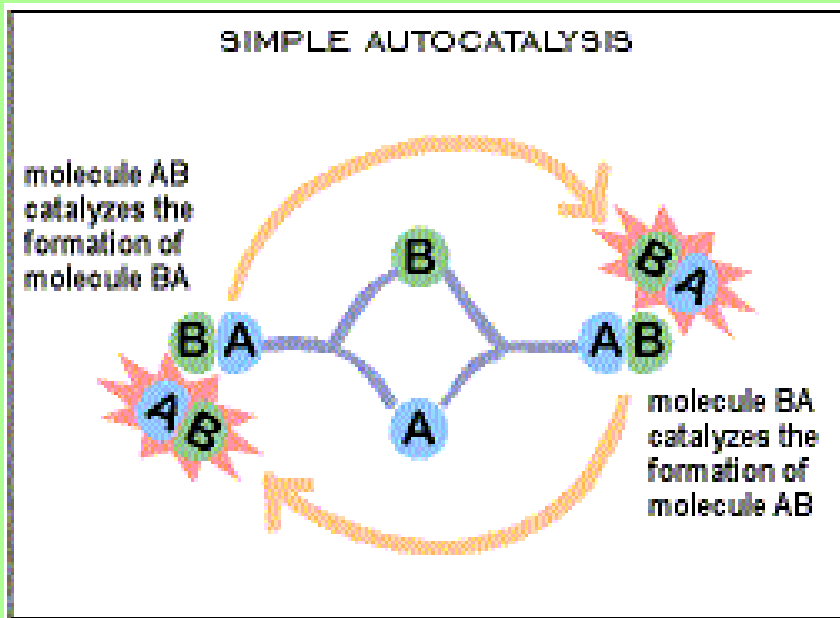 SIMPLE AUTOCATALYSIS
molecule AB
catalyzes the
formation of
molecule BA
B
B A
B A
A B
A B
A
molecule BA
catalyzes the
formation of
molecule AB